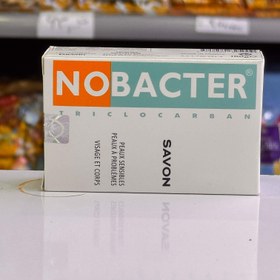 NOBACTER®
TRICLOCARBAN
SAVON
PEAUX SENSIBLES
PEAUX A PROBLÈMES
VISAGE ET CORPS